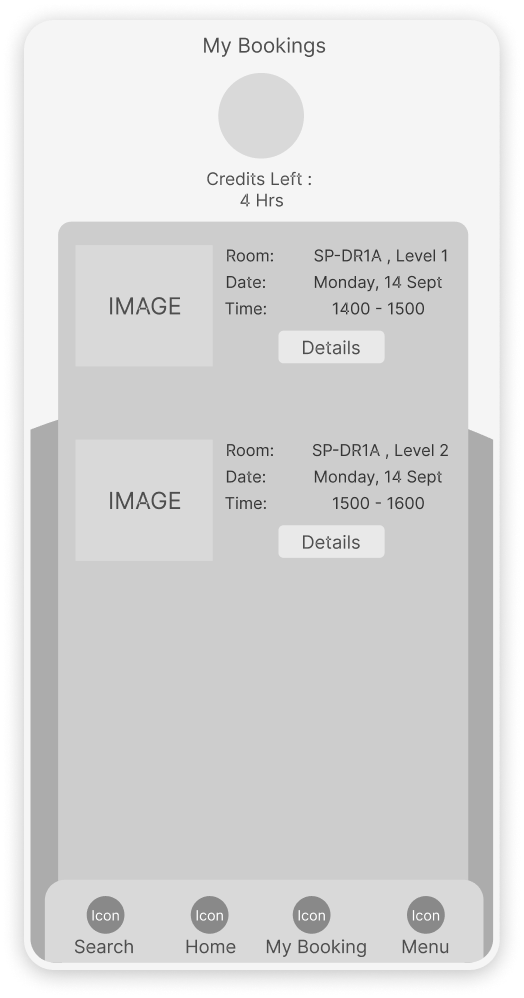 My Bookings
Credits Left :
4 Hrs
IMAGE
Room: SP-DR1A , Level 1
Date: Monday, 14 Sept
Time: 1400 - 1500
Details
IMAGE
Room: SP-DR1A , Level 2
Date: Monday, 14 Sept
Time: 1500 - 1600
Details
Icon Icon Icon Icon
Search Home My Booking Menu